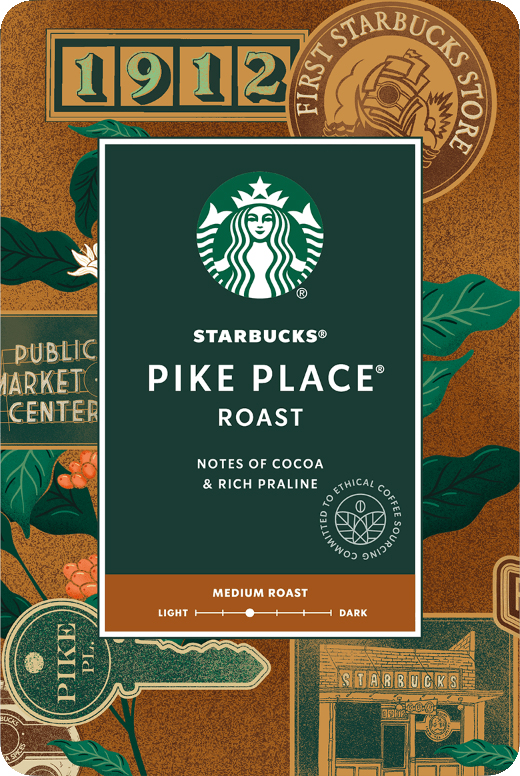 1912
FIRST STARBUCKS STORE
STARBUCKS®
PIKE PLACE®
ROAST
NOTES OF COCOA
& RICH PRALINE
COMMITTED TO ETHICAL COFFEE SOURCING
MEDIUM ROAST
LIGHT DARK
PUBLIC
MARKET
CENTER
PIKE
PL.
STARBUCKS